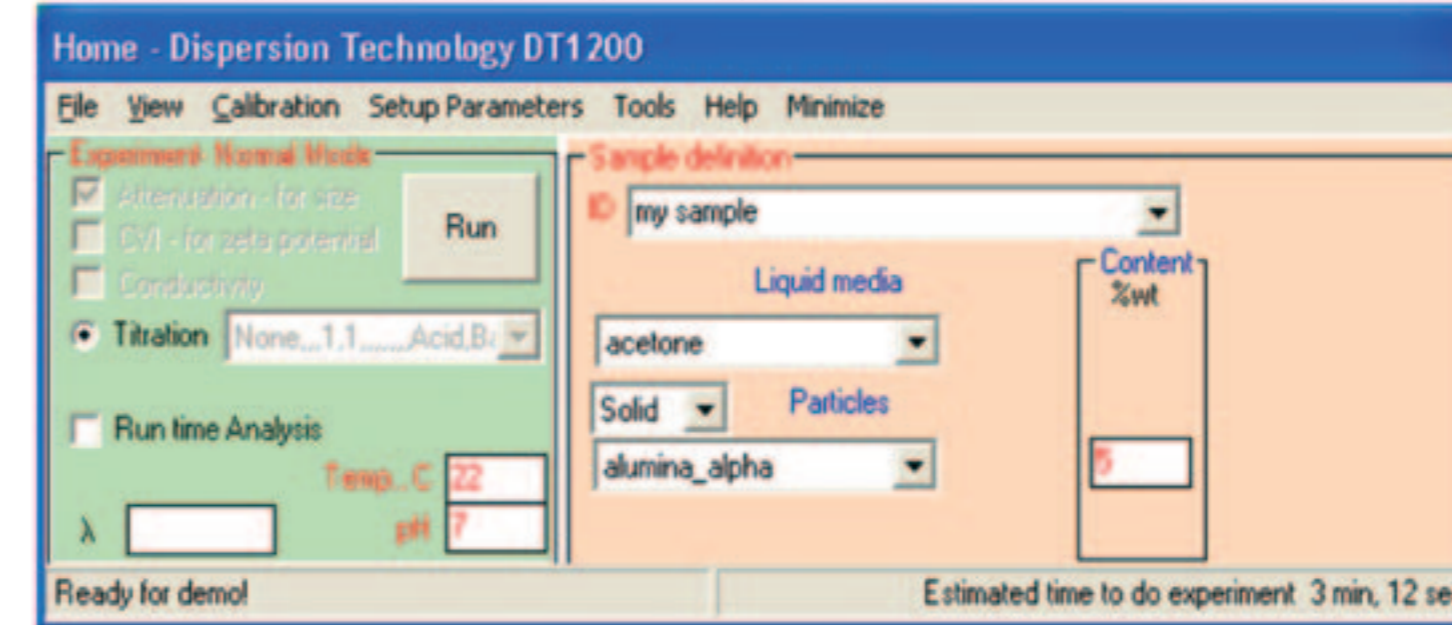 Home - Dispersion Technology DT1200
File View Calibration Setup Parameters Tools Help Minimize
Experiment- Normal Mode
Attenuation - for size
CVI - for zeta potential
Conductivity
Run
Titration None,,,1,1,,,,,,,Acid,Ba
Run time Analysis
Temp.. C 22
λ
pH 7
Sample definition
ID my sample
Liquid media
acetone
Solid Particles
alumina_alpha
Content
%wt
5
Ready for demo!
Estimated time to do experiment 3 min, 12 se